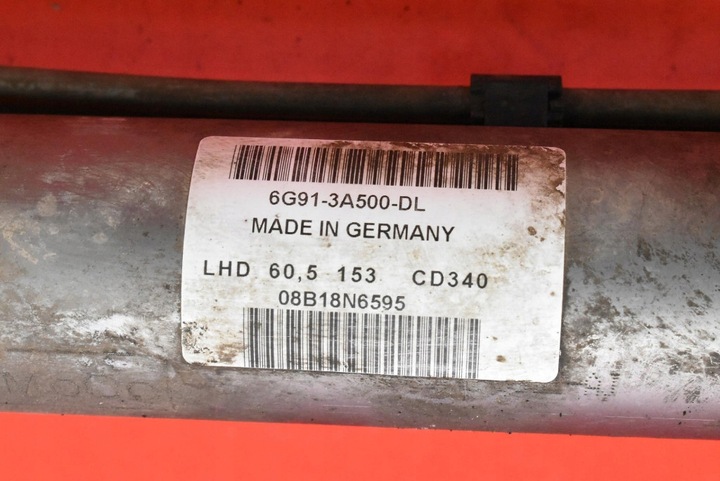 6G91-3A500-DL
MADE IN GERMANY
LHD 60,5 153 CD340
08B18N6595